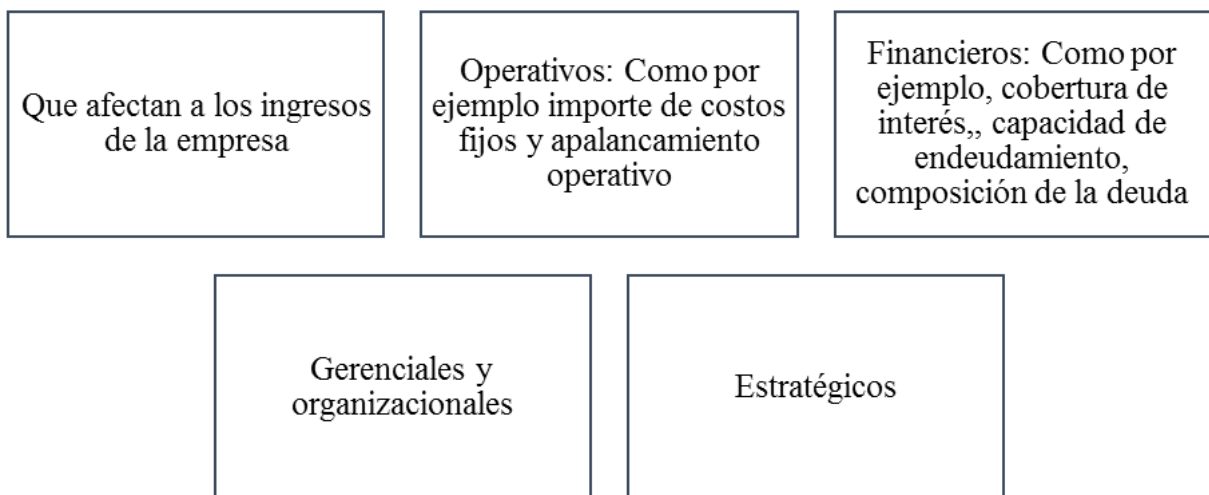 Que afectan a los ingresos
de la empresa
Operativos: Como por
ejemplo importe de costos
fijos y apalancamiento
operativo
Financieros: Como por
ejemplo, cobertura de
interés,, capacidad de
endeudamiento,
composición de la deuda
Gerenciales y
organizacionales
Estratégicos